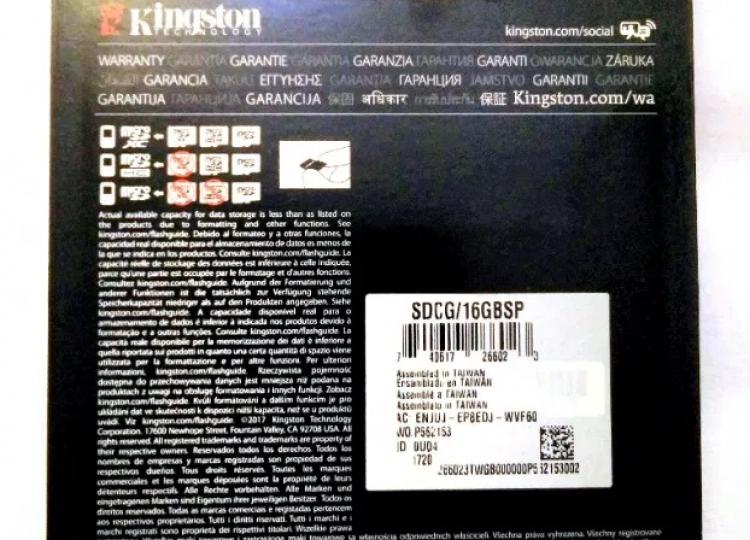 Kingston
TECHNOLOGY
kingston.com/social
WARRANTY GARANTÍA GARANTIE GARANTIA GARANZIA ГАРАНТИЯ GARANTI GWARANCJA ZÁRUKA
GARANCIA TAKUU ΕΓΓΥΗΣΗΣ GARANTIA ГАРАНЦИЯ JAMSTVO GARANTII GARANTIE
GARANTIJA ГАРАНЦИЈА GARANCIJA 保固 अधिकार 保証 Kingston.com/wa
Actual available capacity for data storage is less than as listed
on the products due to formatting and other functions. See
kingston.com/flashguide. Debido al formateo y a otras funciones, la
capacidad real disponible para el almacenamiento de datos es menos de
la que se indica en los productos. Consulte kingston.com/flashguide. La
capacité réelle de stockage des données est inférieure à celle indiquée,
parce qu'une partie est occupée par le formatage et d'autres fonctions.
Consultez kingston.com/flashguide. Aufgrund der Formatierung und
anderer Funktionen ist die tatsächlich zur Verfügung stehende
Speicherkapazität niedriger als auf den Produkten angegeben. Siehe
kingston.com/flashguide. A capacidade disponível real para o
armazenamento de dados é inferior à indicada nos produtos devido à
formatação e a outras funções. Consulte kingston.com/flashguide. La
capacità reale disponibile per la memorizzazione dei dati è inferiore a
quella riportata sui prodotti in quanto una certa quantità di spazio viene
utilizzata per la formattazione e per altre funzioni. Per ulteriori
informazioni, kingston.com/flashguide. Rzeczywista pojemność
dostępna do przechowywania danych jest mniejsza niż podana na
produktach z uwagi na obsługę formatowania i innych funkcji. Zobacz
kingston.com/flashguide. Kvůli formátování a dalším funkcím je pro
ukládání dat ve skutečnosti k dispozici nižší kapacita, než se u produktů
uvádí. Viz kingston.com/flashguide. ©2017 Kingston Technology
Corporation. 17600 Newhope Street, Fountain Valley, CA 92708 USA. All
rights reserved. All registered trademarks and trademarks are property of
their respective owners. Reservados todos los derechos. Todos los
nombres de empresas y marcas registradas son propiedad de sus
respectivos dueños. Tous droits réservés. Toutes les marques
commerciales et les marques déposées sont la propriété de leurs
détenteurs respectifs. Alle Rechte vorbehalten. Alle Marken und
eingetragenen Marken sind Eigentum ihrer jeweiligen Besitzer. Todos os
direitos reservados. Todas as marcas comerciais e registradas pertencem
aos respectivos proprietários. Tutti i diritti riservati. Tutti i marchi e i
marchi registrati sono proprietà dei rispettivi titolari. Wszelkie prawa
właścicieli. Všechna práva vyhrazena. Všechny registrované
SDCG/16GBSP
7 40617 26602 3
Assembled in TAIWAN
Ensamblado en TAIWAN
Assemblé à TAIWAN
Assemblato in TAIWAN
AC ENJUJ - EP8EDJ - WVF60
WO.P562153
ID 0U04
1720
266023TWGB000000P562153002